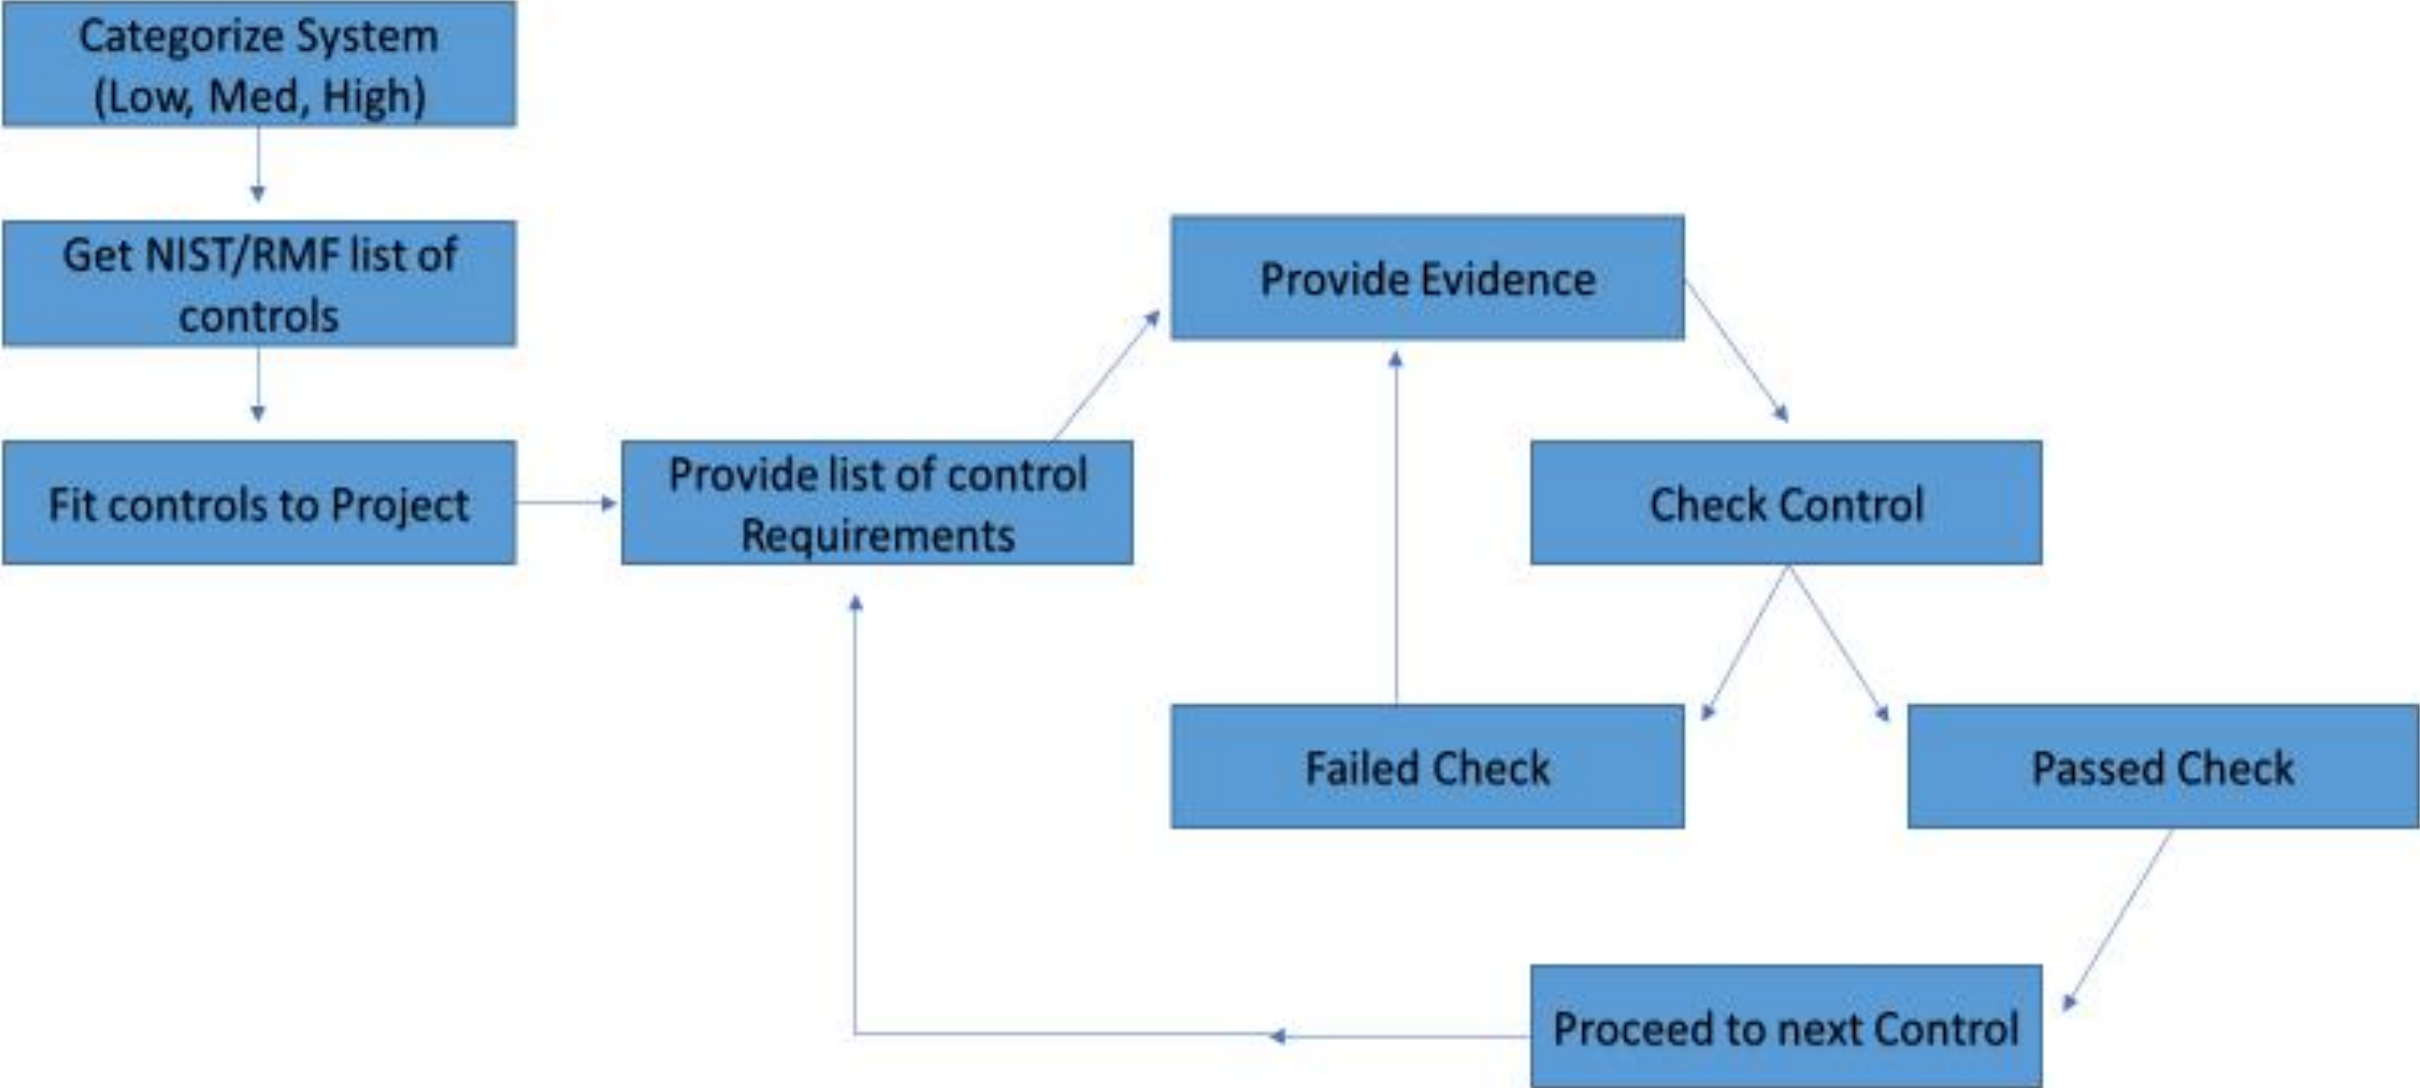 Categorize System
(Low, Med, High)
Get NIST/RMF list of
controls
Fit controls to Project
Provide list of control
Requirements
Provide Evidence
Check Control
Failed Check
Passed Check
Proceed to next Control